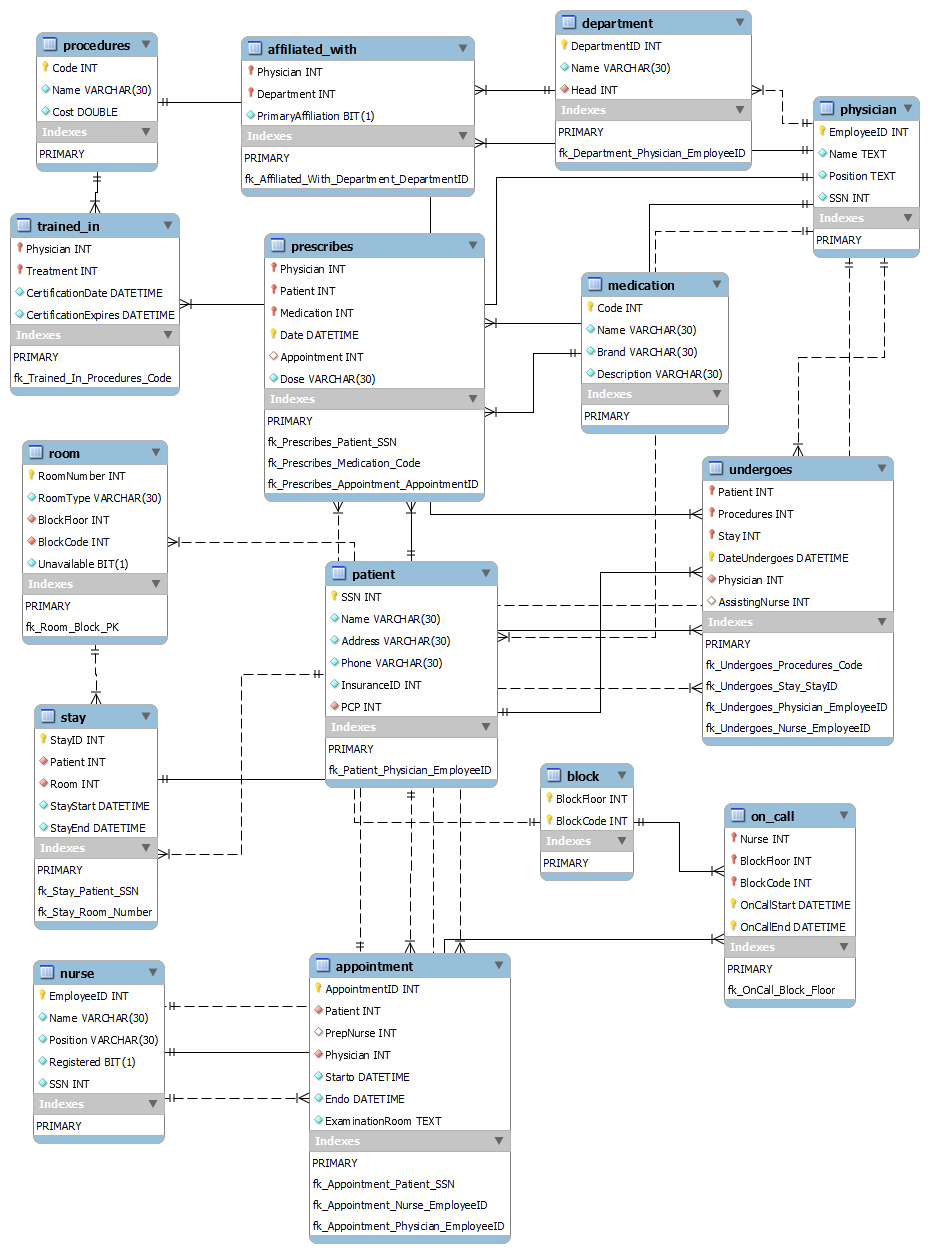 procedures
Code INT
Name VARCHAR(30)
Cost DOUBLE
Indexes
PRIMARY
affiliated_with
Physician INT
Department INT
PrimaryAffiliation BIT(1)
Indexes
PRIMARY
fk_Affiliated_With_Department_DepartmentID
department
DepartmentID INT
Name VARCHAR(30)
Head INT
Indexes
PRIMARY
fk_Department_Physician_EmployeeID
physician
EmployeeID INT
Name TEXT
Position TEXT
SSN INT
Indexes
PRIMARY
trained_in
Physician INT
Treatment INT
CertificationDate DATETIME
CertificationExpires DATETIME
Indexes
PRIMARY
fk_Trained_In_Procedures_Code
prescribes
Physician INT
Patient INT
Medication INT
Date DATETIME
Appointment INT
Dose VARCHAR(30)
Indexes
PRIMARY
fk_Prescribes_Patient_SSN
fk_Prescribes_Medication_Code
fk_Prescribes_Appointment_AppointmentID
medication
Code INT
Name VARCHAR(30)
Brand VARCHAR(30)
Description VARCHAR(30)
Indexes
PRIMARY
room
RoomNumber INT
RoomType VARCHAR(30)
BlockFloor INT
BlockCode INT
Unavailable BIT(1)
Indexes
PRIMARY
fk_Room_Block_PK
undergoes
Patient INT
Procedures INT
Stay INT
DateUndergoes DATETIME
Physician INT
AssistingNurse INT
Indexes
PRIMARY
fk_Undergoes_Procedures_Code
fk_Undergoes_Stay_StayID
fk_Undergoes_Physician_EmployeeID
fk_Undergoes_Nurse_EmployeeID
patient
SSN INT
Name VARCHAR(30)
Address VARCHAR(30)
Phone VARCHAR(30)
InsuranceID INT
PCP INT
Indexes
PRIMARY
fk_Patient_Physician_EmployeeID
stay
StayID INT
Patient INT
Room INT
StayStart DATETIME
StayEnd DATETIME
Indexes
PRIMARY
fk_Stay_Patient_SSN
fk_Stay_Room_Number
block
BlockFloor INT
BlockCode INT
Indexes
PRIMARY
on_call
Nurse INT
BlockFloor INT
BlockCode INT
OnCallStart DATETIME
OnCallEnd DATETIME
Indexes
PRIMARY
fk_OnCall_Block_Floor
nurse
EmployeeID INT
Name VARCHAR(30)
Position VARCHAR(30)
Registered BIT(1)
SSN INT
Indexes
PRIMARY
appointment
AppointmentID INT
Patient INT
PrepNurse INT
Physician INT
Starto DATETIME
Endo DATETIME
ExaminationRoom TEXT
Indexes
PRIMARY
fk_Appointment_Patient_SSN
fk_Appointment_Nurse_EmployeeID
fk_Appointment_Physician_EmployeeID